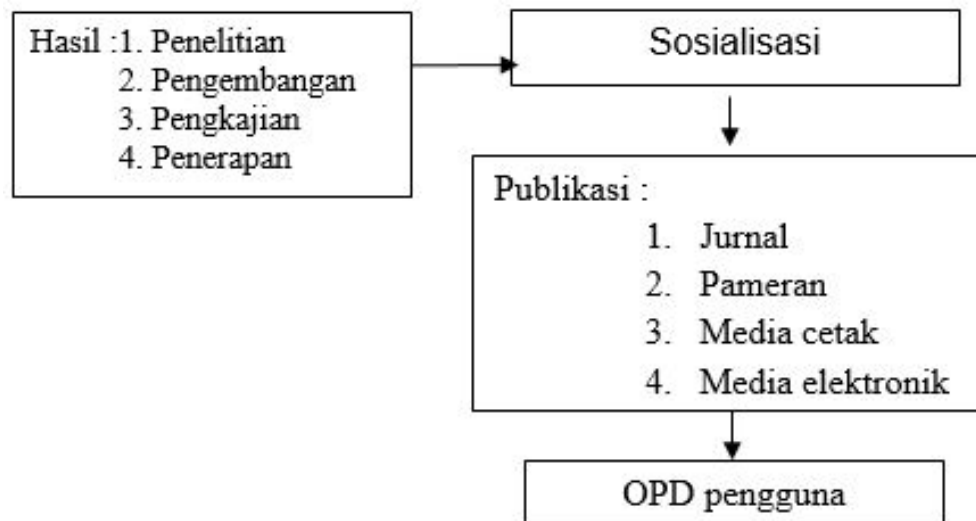 Hasil :1. Penelitian
2. Pengembangan
3. Pengkajian
4. Penerapan
Sosialisasi
Publikasi :
1. Jurnal
2. Pameran
3. Media cetak
4. Media elektronik
OPD pengguna